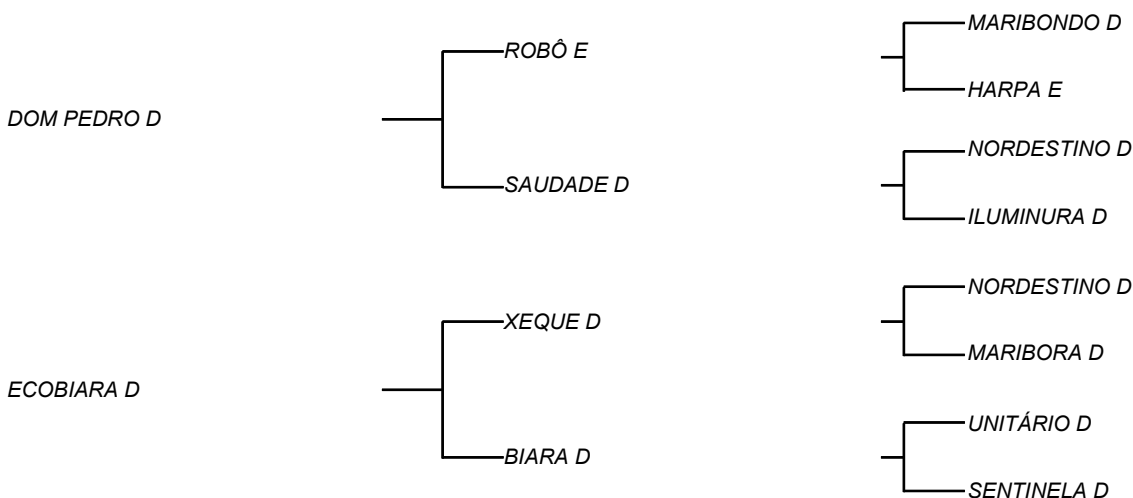 MARIBONDO D
ROBÔ E
HARPA E
DOM PEDRO D
NORDESTINO D
SAUDADE D
ILUMINURA D
NORDESTINO D
XEQUE D
MARIBORA D
ECOBIARA D
UNITÁRIO D
BIARA D
SENTINELA D